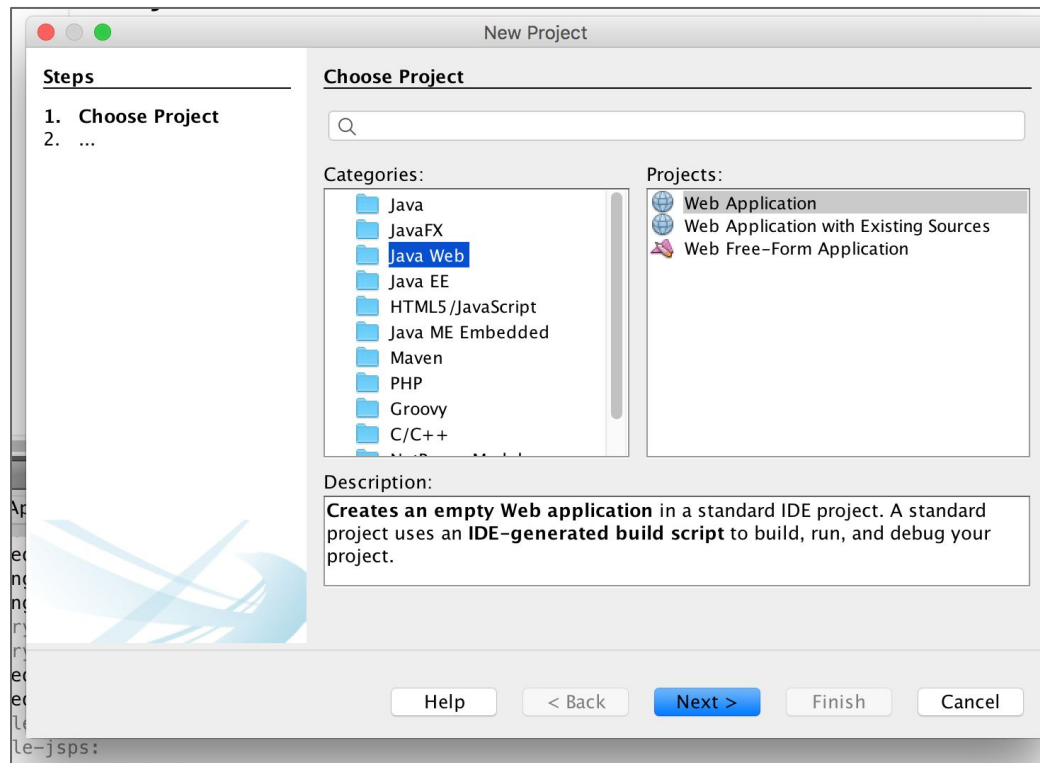 New Project
Steps
1. Choose Project
2. ...
Choose Project
Categories:
Java
JavaFX
Java Web
Java EE
HTML5/JavaScript
Java ME Embedded
Maven
PHP
Groovy
C/C++
Projects:
Web Application
Web Application with Existing Sources
Web Free-Form Application
Description:
Creates an empty Web application in a standard IDE project. A standard
project uses an IDE-generated build script to build, run, and debug your
project.
Help
< Back
Next >
Finish
Cancel
le-jsps: